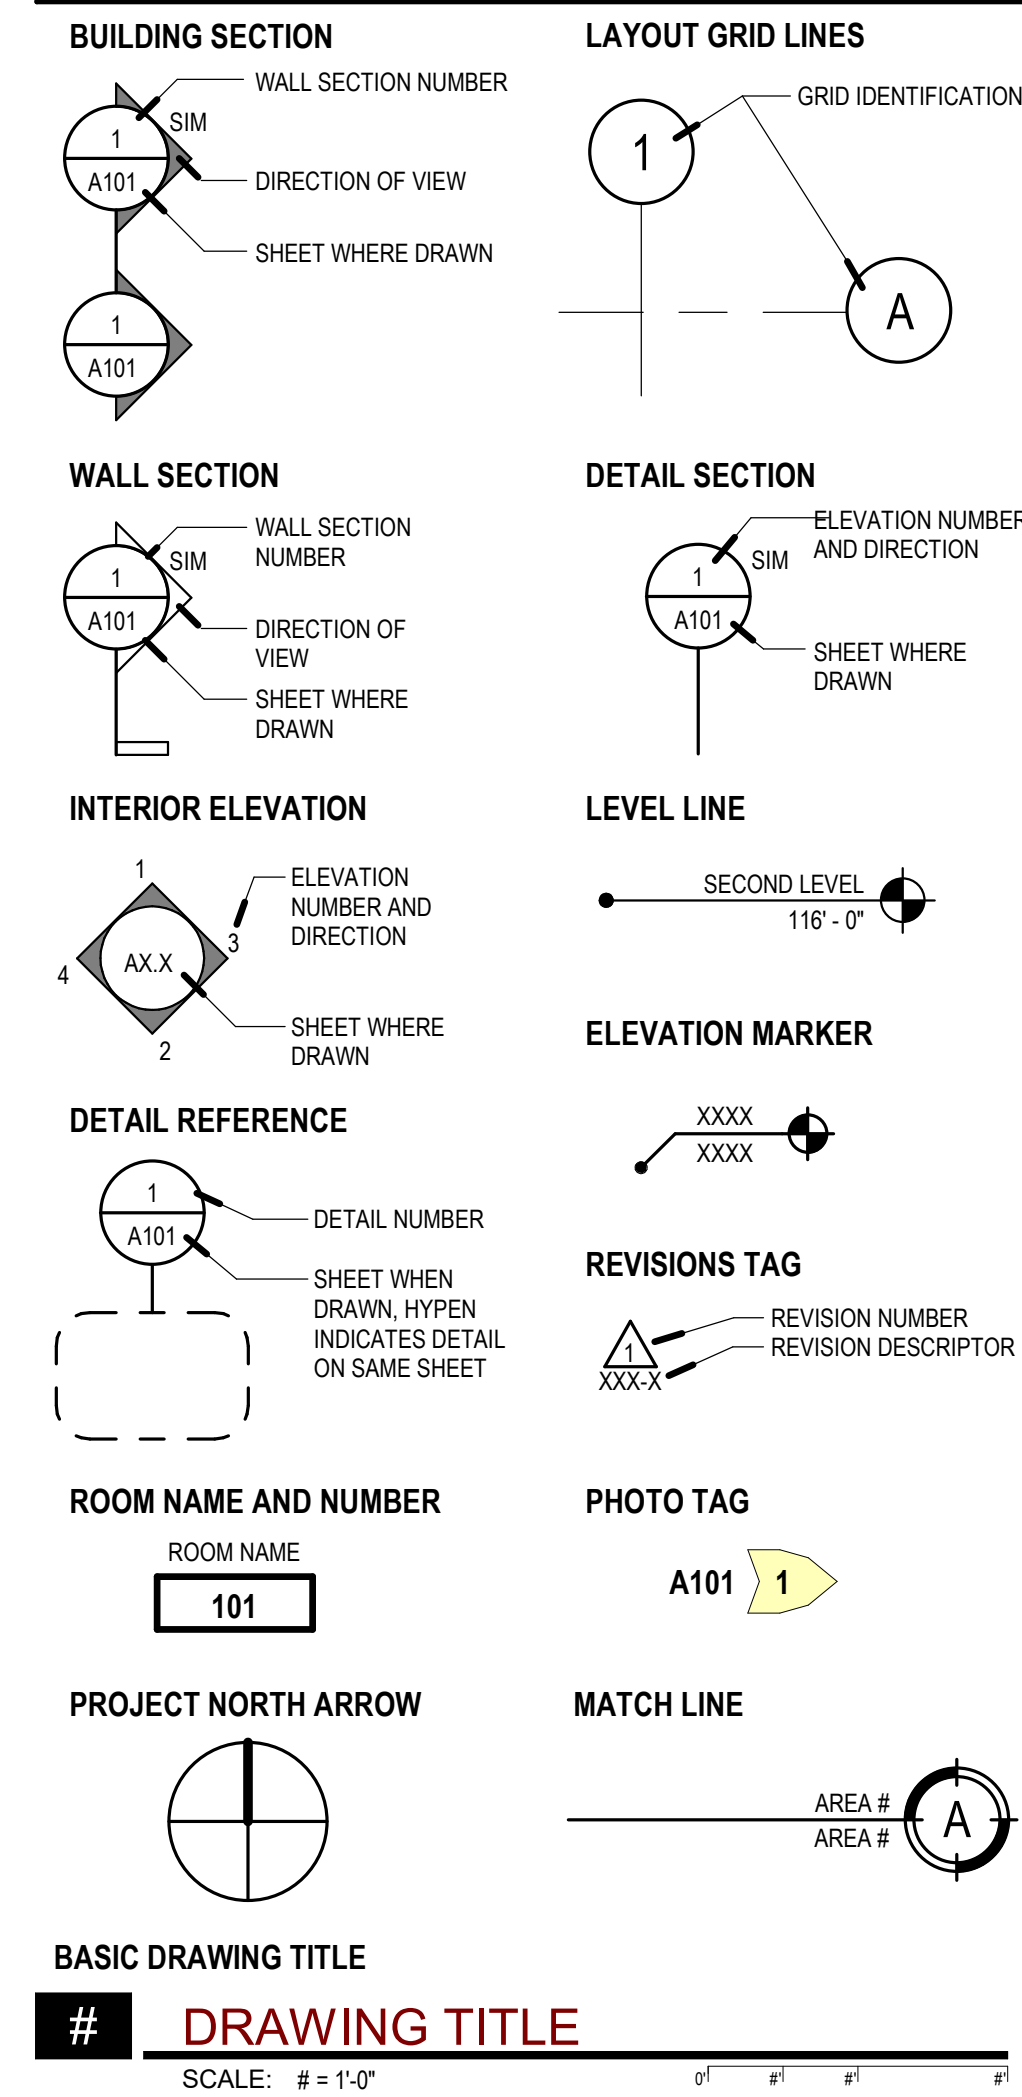 BUILDING SECTION
WALL SECTION NUMBER
SIM
1
A101
DIRECTION OF VIEW
SHEET WHERE DRAWN
1
A101
LAYOUT GRID LINES
GRID IDENTIFICATION
1
A
WALL SECTION
WALL SECTION
NUMBER
SIM
1
A101
DIRECTION OF
VIEW
SHEET WHERE
DRAWN
DETAIL SECTION
ELEVATION NUMBER
AND DIRECTION
SIM
1
A101
SHEET WHERE
DRAWN
INTERIOR ELEVATION
1
ELEVATION
NUMBER AND
DIRECTION
3
4
AX.X
SHEET WHERE
DRAWN
2
LEVEL LINE
SECOND LEVEL
116' - 0"
ELEVATION MARKER
XXXX
XXXX
DETAIL REFERENCE
1
A101
DETAIL NUMBER
SHEET WHEN
DRAWN, HYPEN
INDICATES DETAIL
ON SAME SHEET
REVISIONS TAG
REVISION NUMBER
REVISION DESCRIPTOR
1
XXX-X
ROOM NAME AND NUMBER
ROOM NAME
101
PHOTO TAG
A101 1
PROJECT NORTH ARROW
MATCH LINE
AREA #
AREA #
A
BASIC DRAWING TITLE
# DRAWING TITLE
SCALE: # = 1'-0"
0' #' #' #'